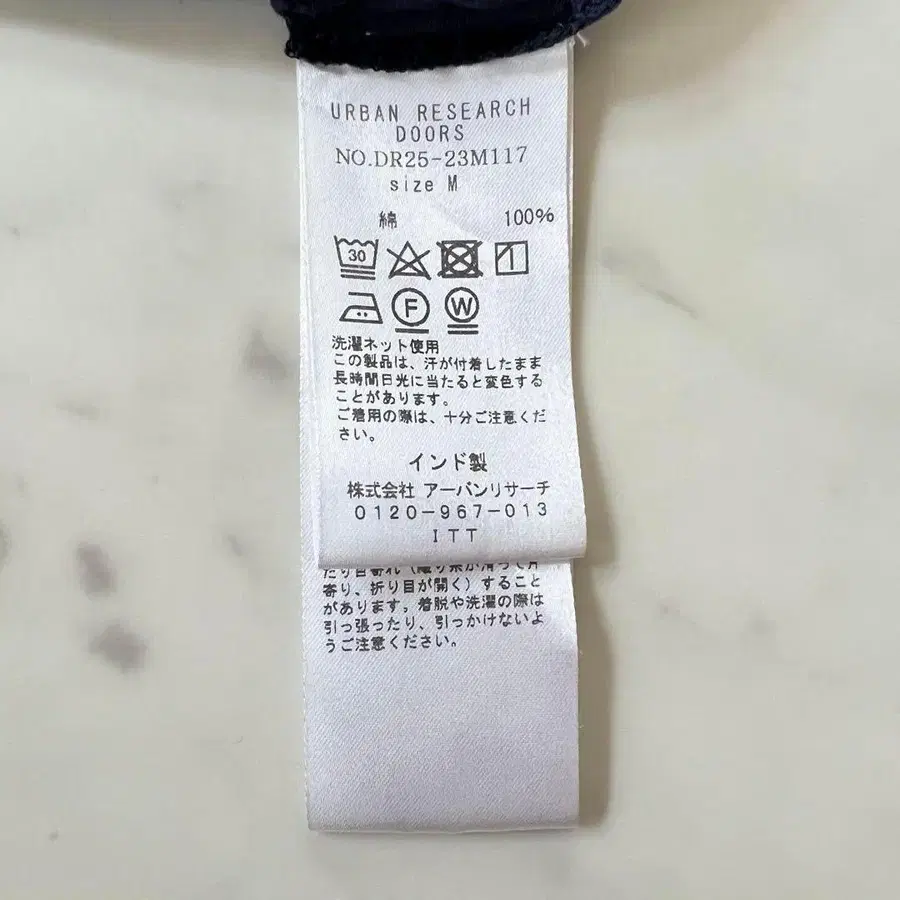 URBAN RESEARCH
DOORS
NO.DR25-23M117
size M
綿 100%
30
F W
洗濯ネット使用
この製品は、汗が付着したまま
長時間日光に当たると変色する
ことがあります。
ご着用の際は、十分ご注意くだ
さい。
インド製
株式会社 アーバンリサーチ
0120-967-013
ITT
寄り、折り目が開く)すること
があります。着脱や洗濯の際は
引っ張ったり、引っかけないよ
うご注意ください。